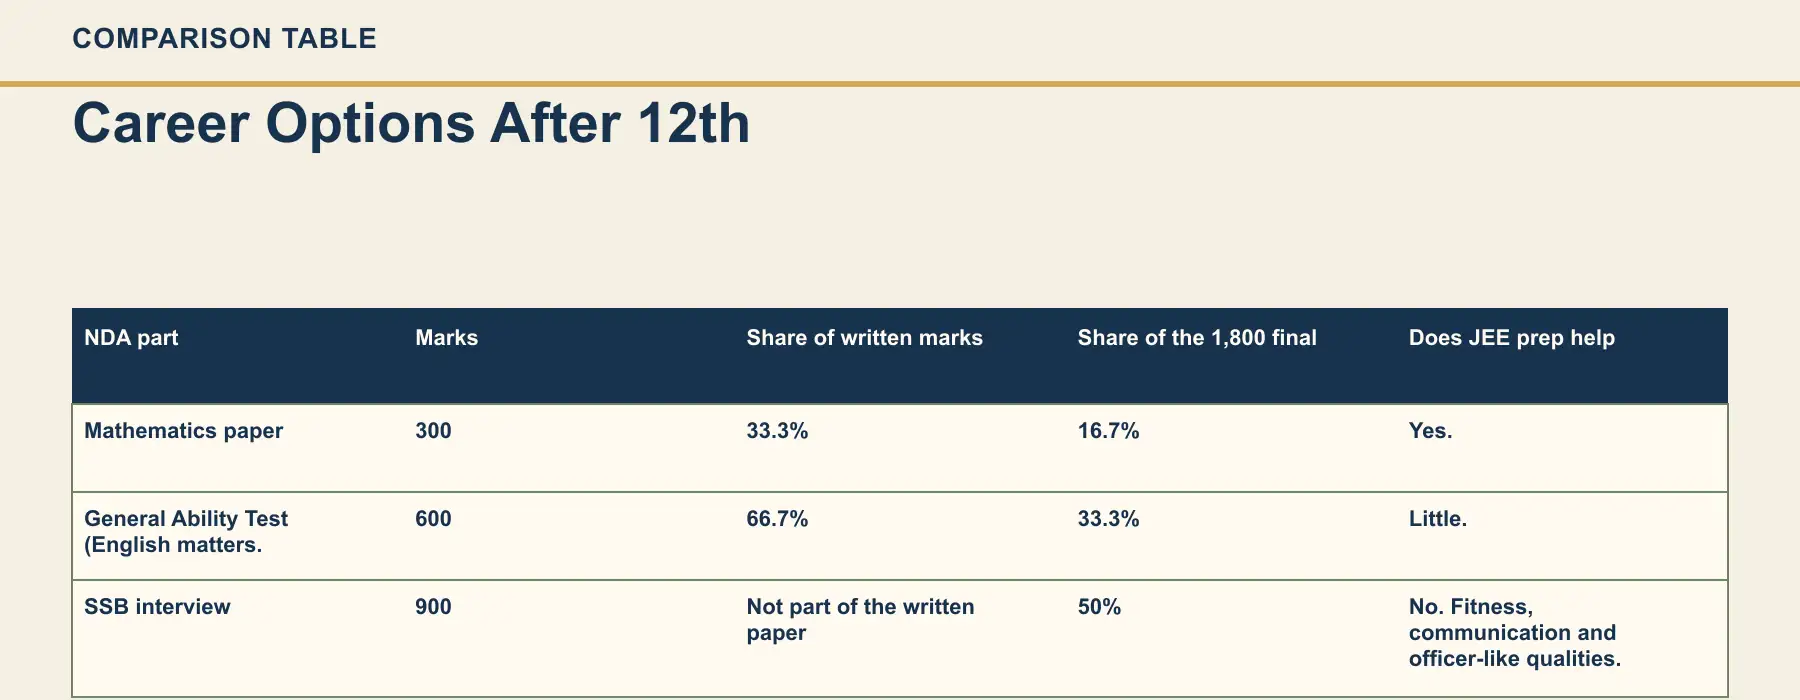 COMPARISON TABLE
Career Options After 12th
NDA part Marks Share of written marks Share of the 1,800 final Does JEE prep help
Mathematics paper 300 33.3% 16.7% Yes.
General Ability Test 600 66.7% 33.3% Little.
(English matters.
SSB interview 900 Not part of the written 50% No. Fitness,
paper communication and
officer-like qualities.